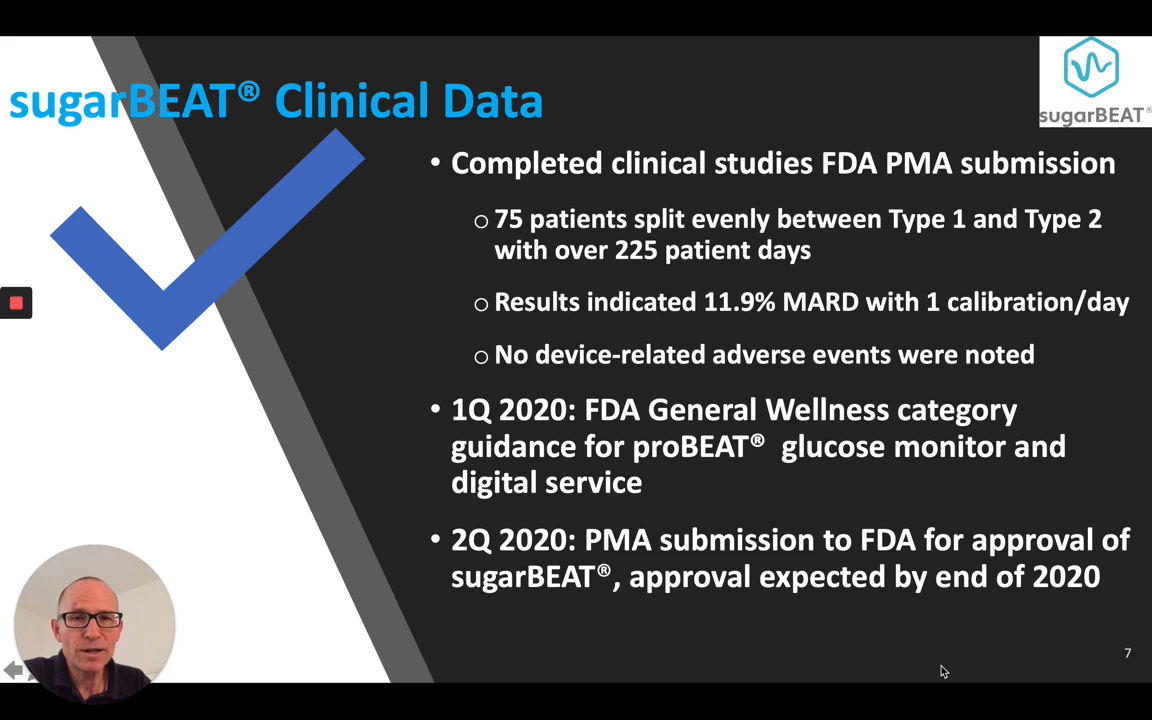 sugarBEAT® Clinical Data
sugarBEAT®
• Completed clinical studies FDA PMA submission
o 75 patients split evenly between Type 1 and Type 2
with over 225 patient days
o Results indicated 11.9% MARD with 1 calibration/day
o No device-related adverse events were noted
• 1Q 2020: FDA General Wellness category
guidance for proBEAT® glucose monitor and
digital service
• 2Q 2020: PMA submission to FDA for approval of
sugarBEAT®, approval expected by end of 2020
7